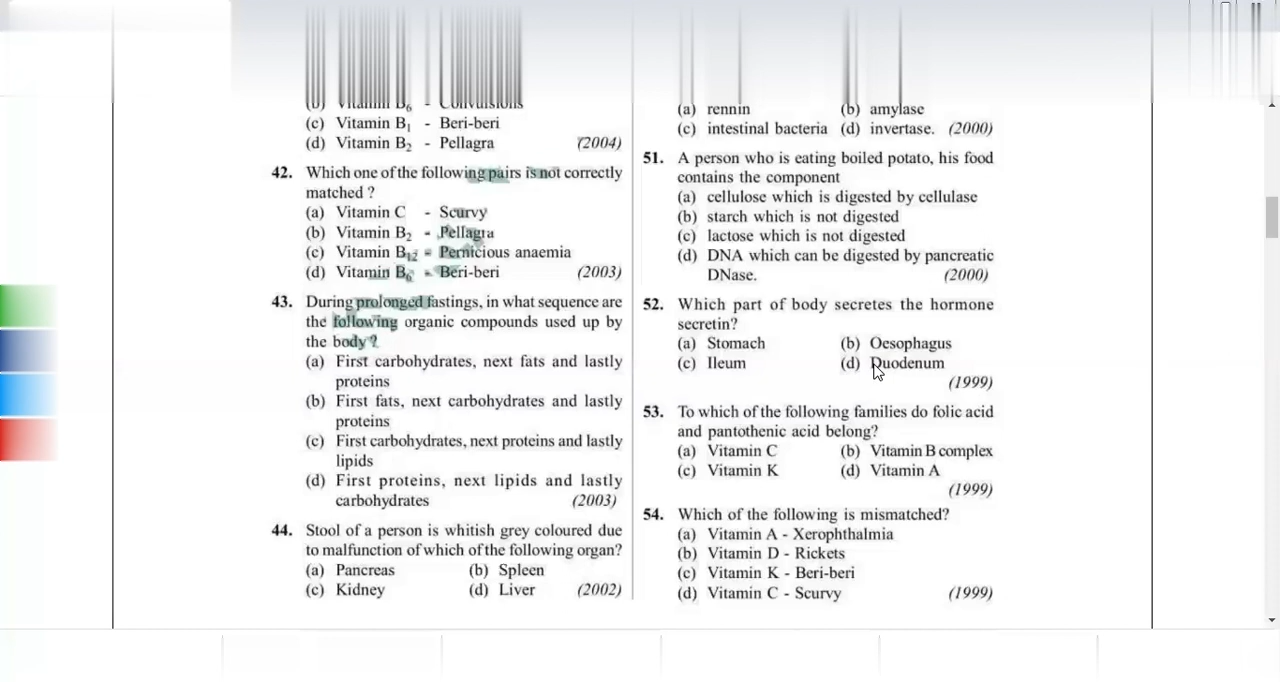 (b) Vitamin B6 - Convulsions
(c) Vitamin B1 - Beri-beri
(d) Vitamin B2 - Pellagra (2004)
42. Which one of the following pairs is not correctly
matched ?
(a) Vitamin C - Scurvy
(b) Vitamin B2 - Pellagra
(c) Vitamin B12 - Pernicious anaemia
(d) Vitamin B6 - Beri-beri (2003)
43. During prolonged fastings, in what sequence are
the following organic compounds used up by
the body ?
(a) First carbohydrates, next fats and lastly
proteins
(b) First fats, next carbohydrates and lastly
proteins
(c) First carbohydrates, next proteins and lastly
lipids
(d) First proteins, next lipids and lastly
carbohydrates (2003)
44. Stool of a person is whitish grey coloured due
to malfunction of which of the following organ?
(a) Pancreas (b) Spleen
(c) Kidney (d) Liver (2002)
(a) rennin (b) amylase
(c) intestinal bacteria (d) invertase. (2000)
51. A person who is eating boiled potato, his food
contains the component
(a) cellulose which is digested by cellulase
(b) starch which is not digested
(c) lactose which is not digested
(d) DNA which can be digested by pancreatic
DNase. (2000)
52. Which part of body secretes the hormone
secretin?
(a) Stomach (b) Oesophagus
(c) Ileum (d) Duodenum
(1999)
53. To which of the following families do folic acid
and pantothenic acid belong?
(a) Vitamin C (b) Vitamin B complex
(c) Vitamin K (d) Vitamin A
(1999)
54. Which of the following is mismatched?
(a) Vitamin A - Xerophthalmia
(b) Vitamin D - Rickets
(c) Vitamin K - Beri-beri
(d) Vitamin C - Scurvy (1999)